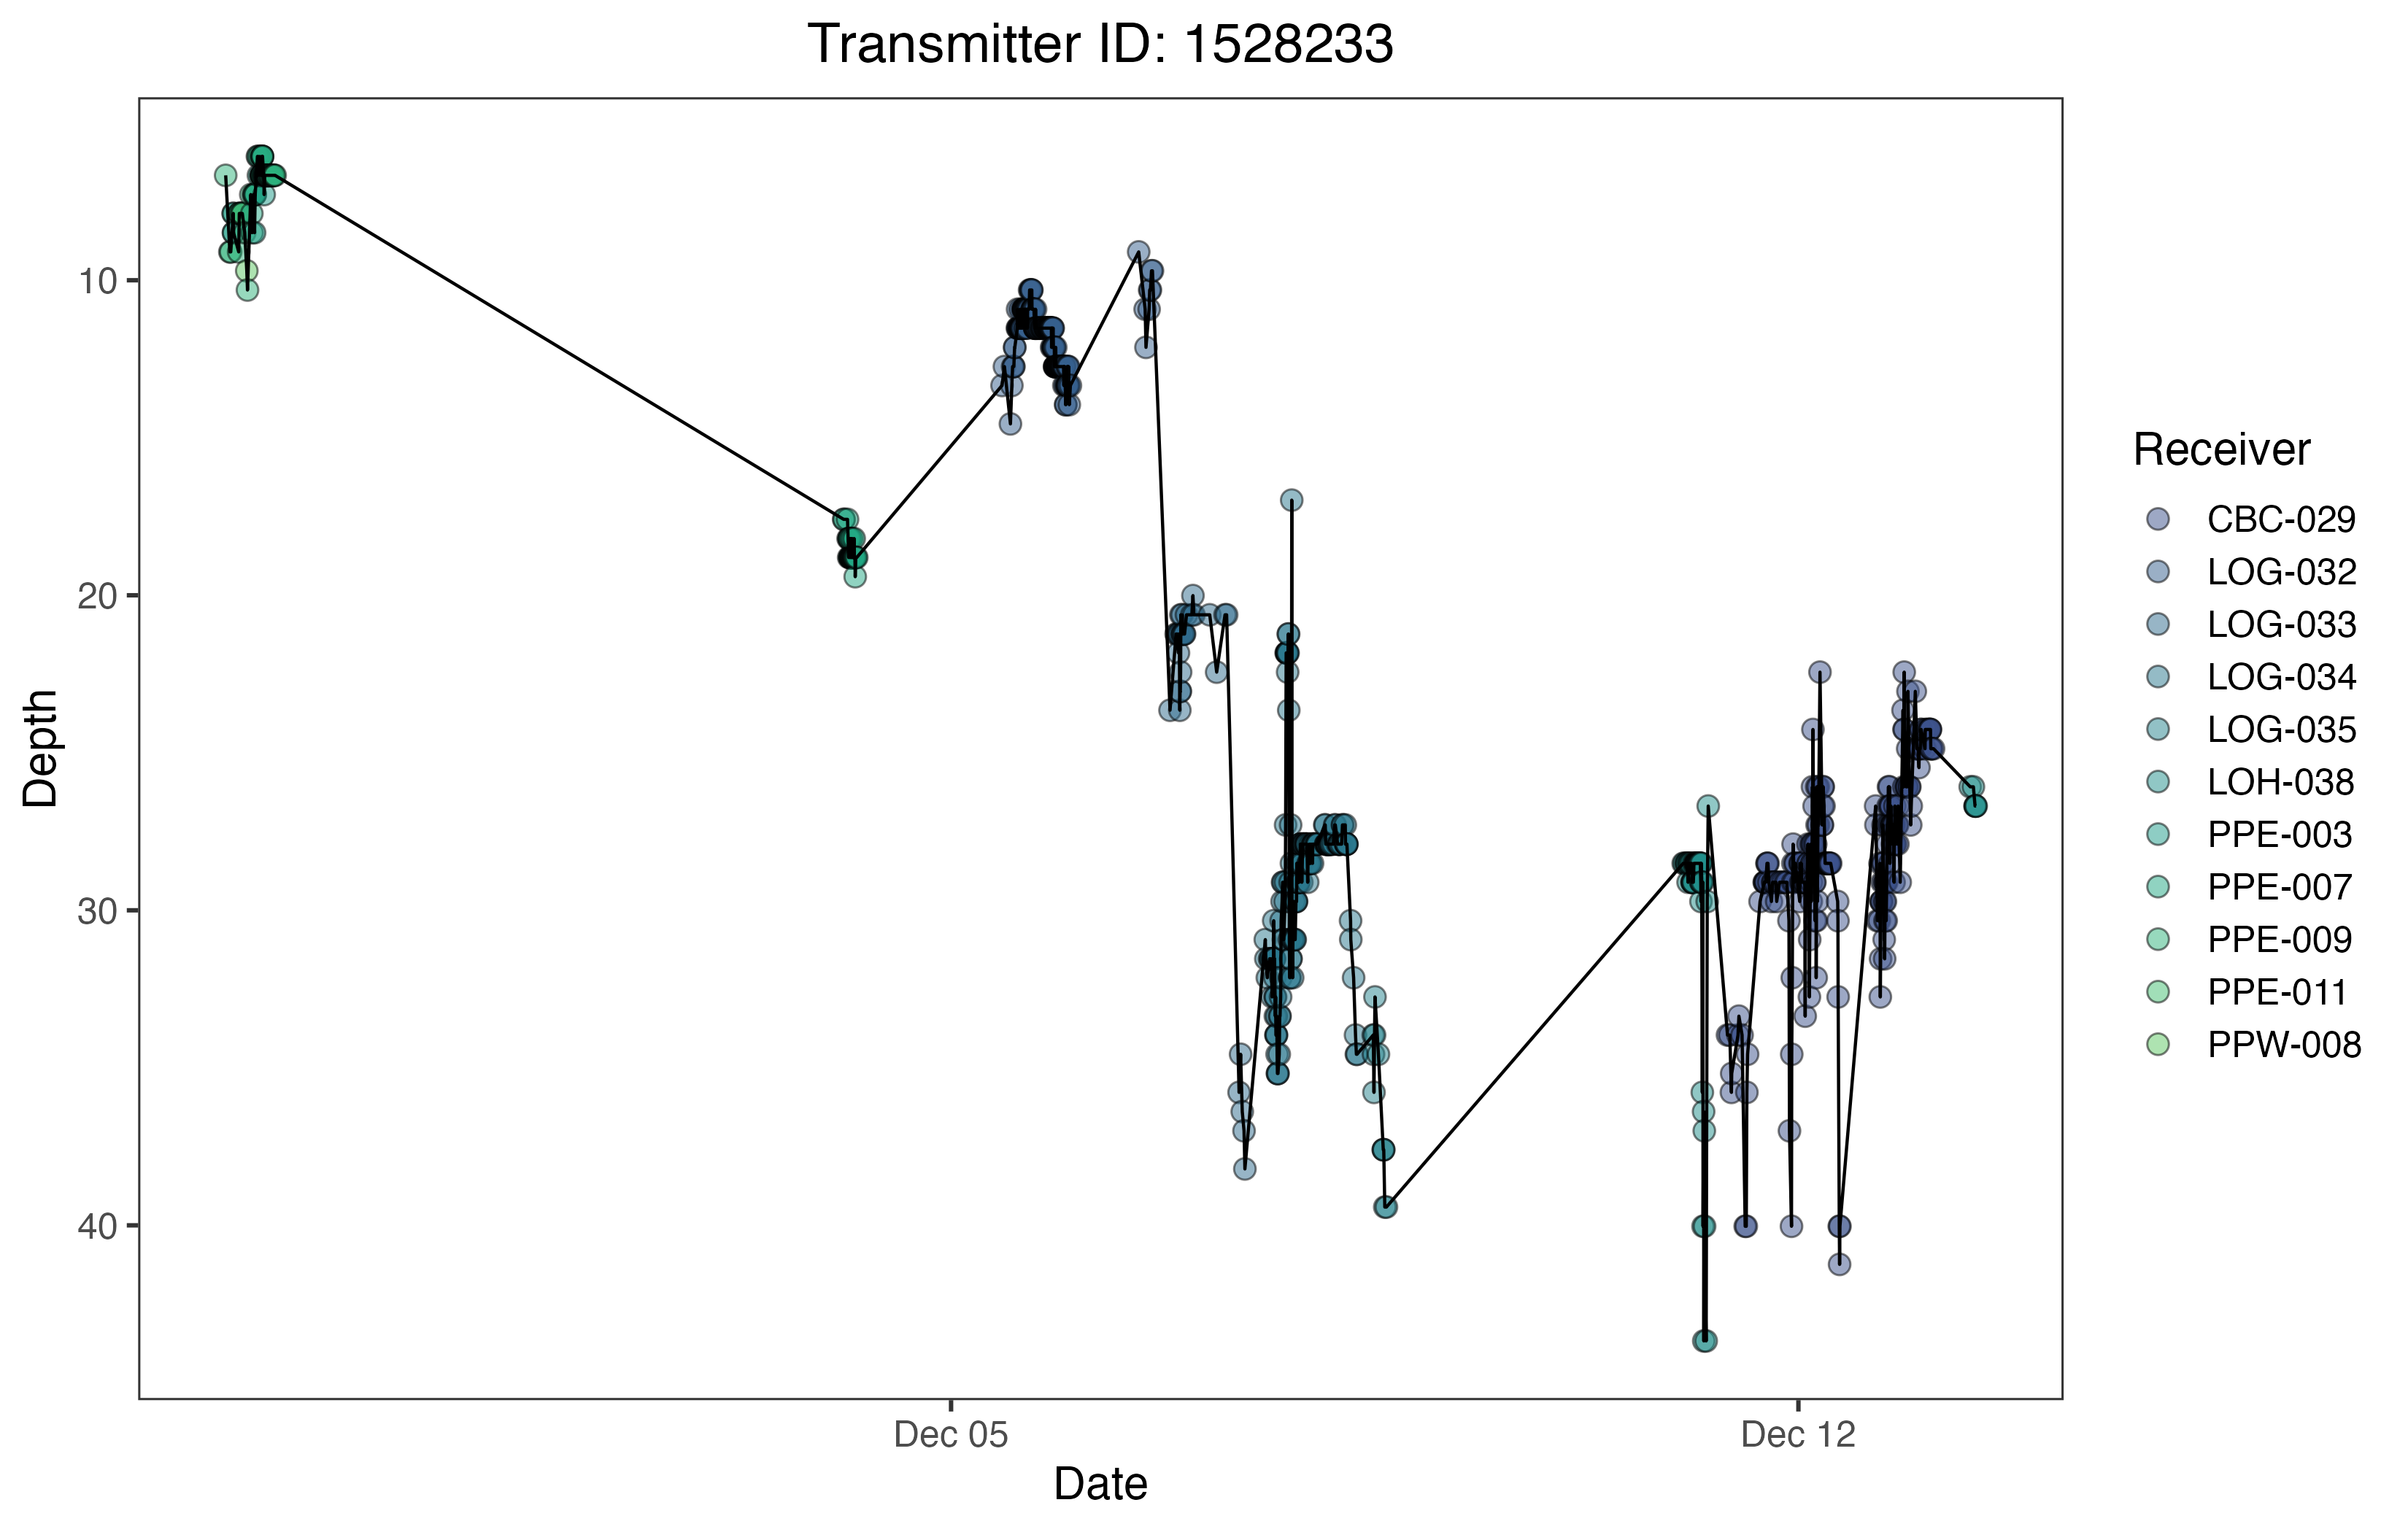 Transmitter ID: 1528233
10
20
30
40
Depth
Dec 05
Dec 12
Date
Receiver
CBC-029
LOG-032
LOG-033
LOG-034
LOG-035
LOH-038
PPE-003
PPE-007
PPE-009
PPE-011
PPW-008